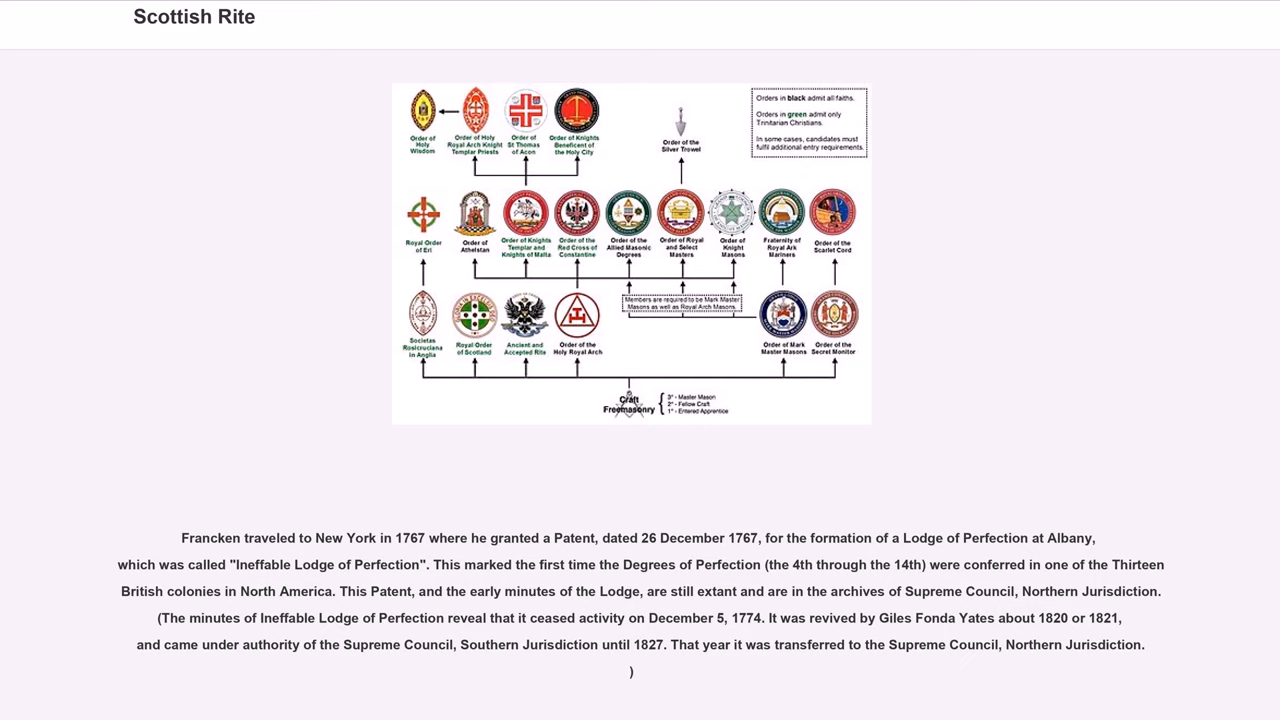 Scottish Rite
Orders in black admit all faiths.
Orders in green admit only
Trinitarian Christians.
In some cases, candidates must
fulfil additional entry requirements.
Order of
Holy
Wisdom
Order of Holy
Royal Arch Knight
Templar Priests
Order of
St Thomas
of Acon
Order of Knights
Beneficent of
the Holy City
Order of the
Silver Trowel
Royal Order
of Eri
Order of
Athelstan
Order of Knights
Templar and
Knights of Malta
Order of the
Red Cross of
Constantine
Order of the
Allied Masonic
Degrees
Order of Royal
and Select
Masters
Order of
Knight
Masons
Fraternity of
Royal Ark
Mariners
Order of the
Scarlet Cord
Members are required to be Mark Master
Masons as well as Royal Arch Masons.
Societas
Rosicruciana
in Anglia
Royal Order
of Scotland
Ancient and
Accepted Rite
Order of the
Holy Royal Arch
Order of Mark
Master Masons
Order of the
Secret Monitor
Craft
Freemasonry
3° - Master Mason
2° - Fellow Craft
1° - Entered Apprentice
Francken traveled to New York in 1767 where he granted a Patent, dated 26 December 1767, for the formation of a Lodge of Perfection at Albany,
which was called "Ineffable Lodge of Perfection". This marked the first time the Degrees of Perfection (the 4th through the 14th) were conferred in one of the Thirteen
British colonies in North America. This Patent, and the early minutes of the Lodge, are still extant and are in the archives of Supreme Council, Northern Jurisdiction.
(The minutes of Ineffable Lodge of Perfection reveal that it ceased activity on December 5, 1774. It was revived by Giles Fonda Yates about 1820 or 1821,
and came under authority of the Supreme Council, Southern Jurisdiction until 1827. That year it was transferred to the Supreme Council, Northern Jurisdiction.
)